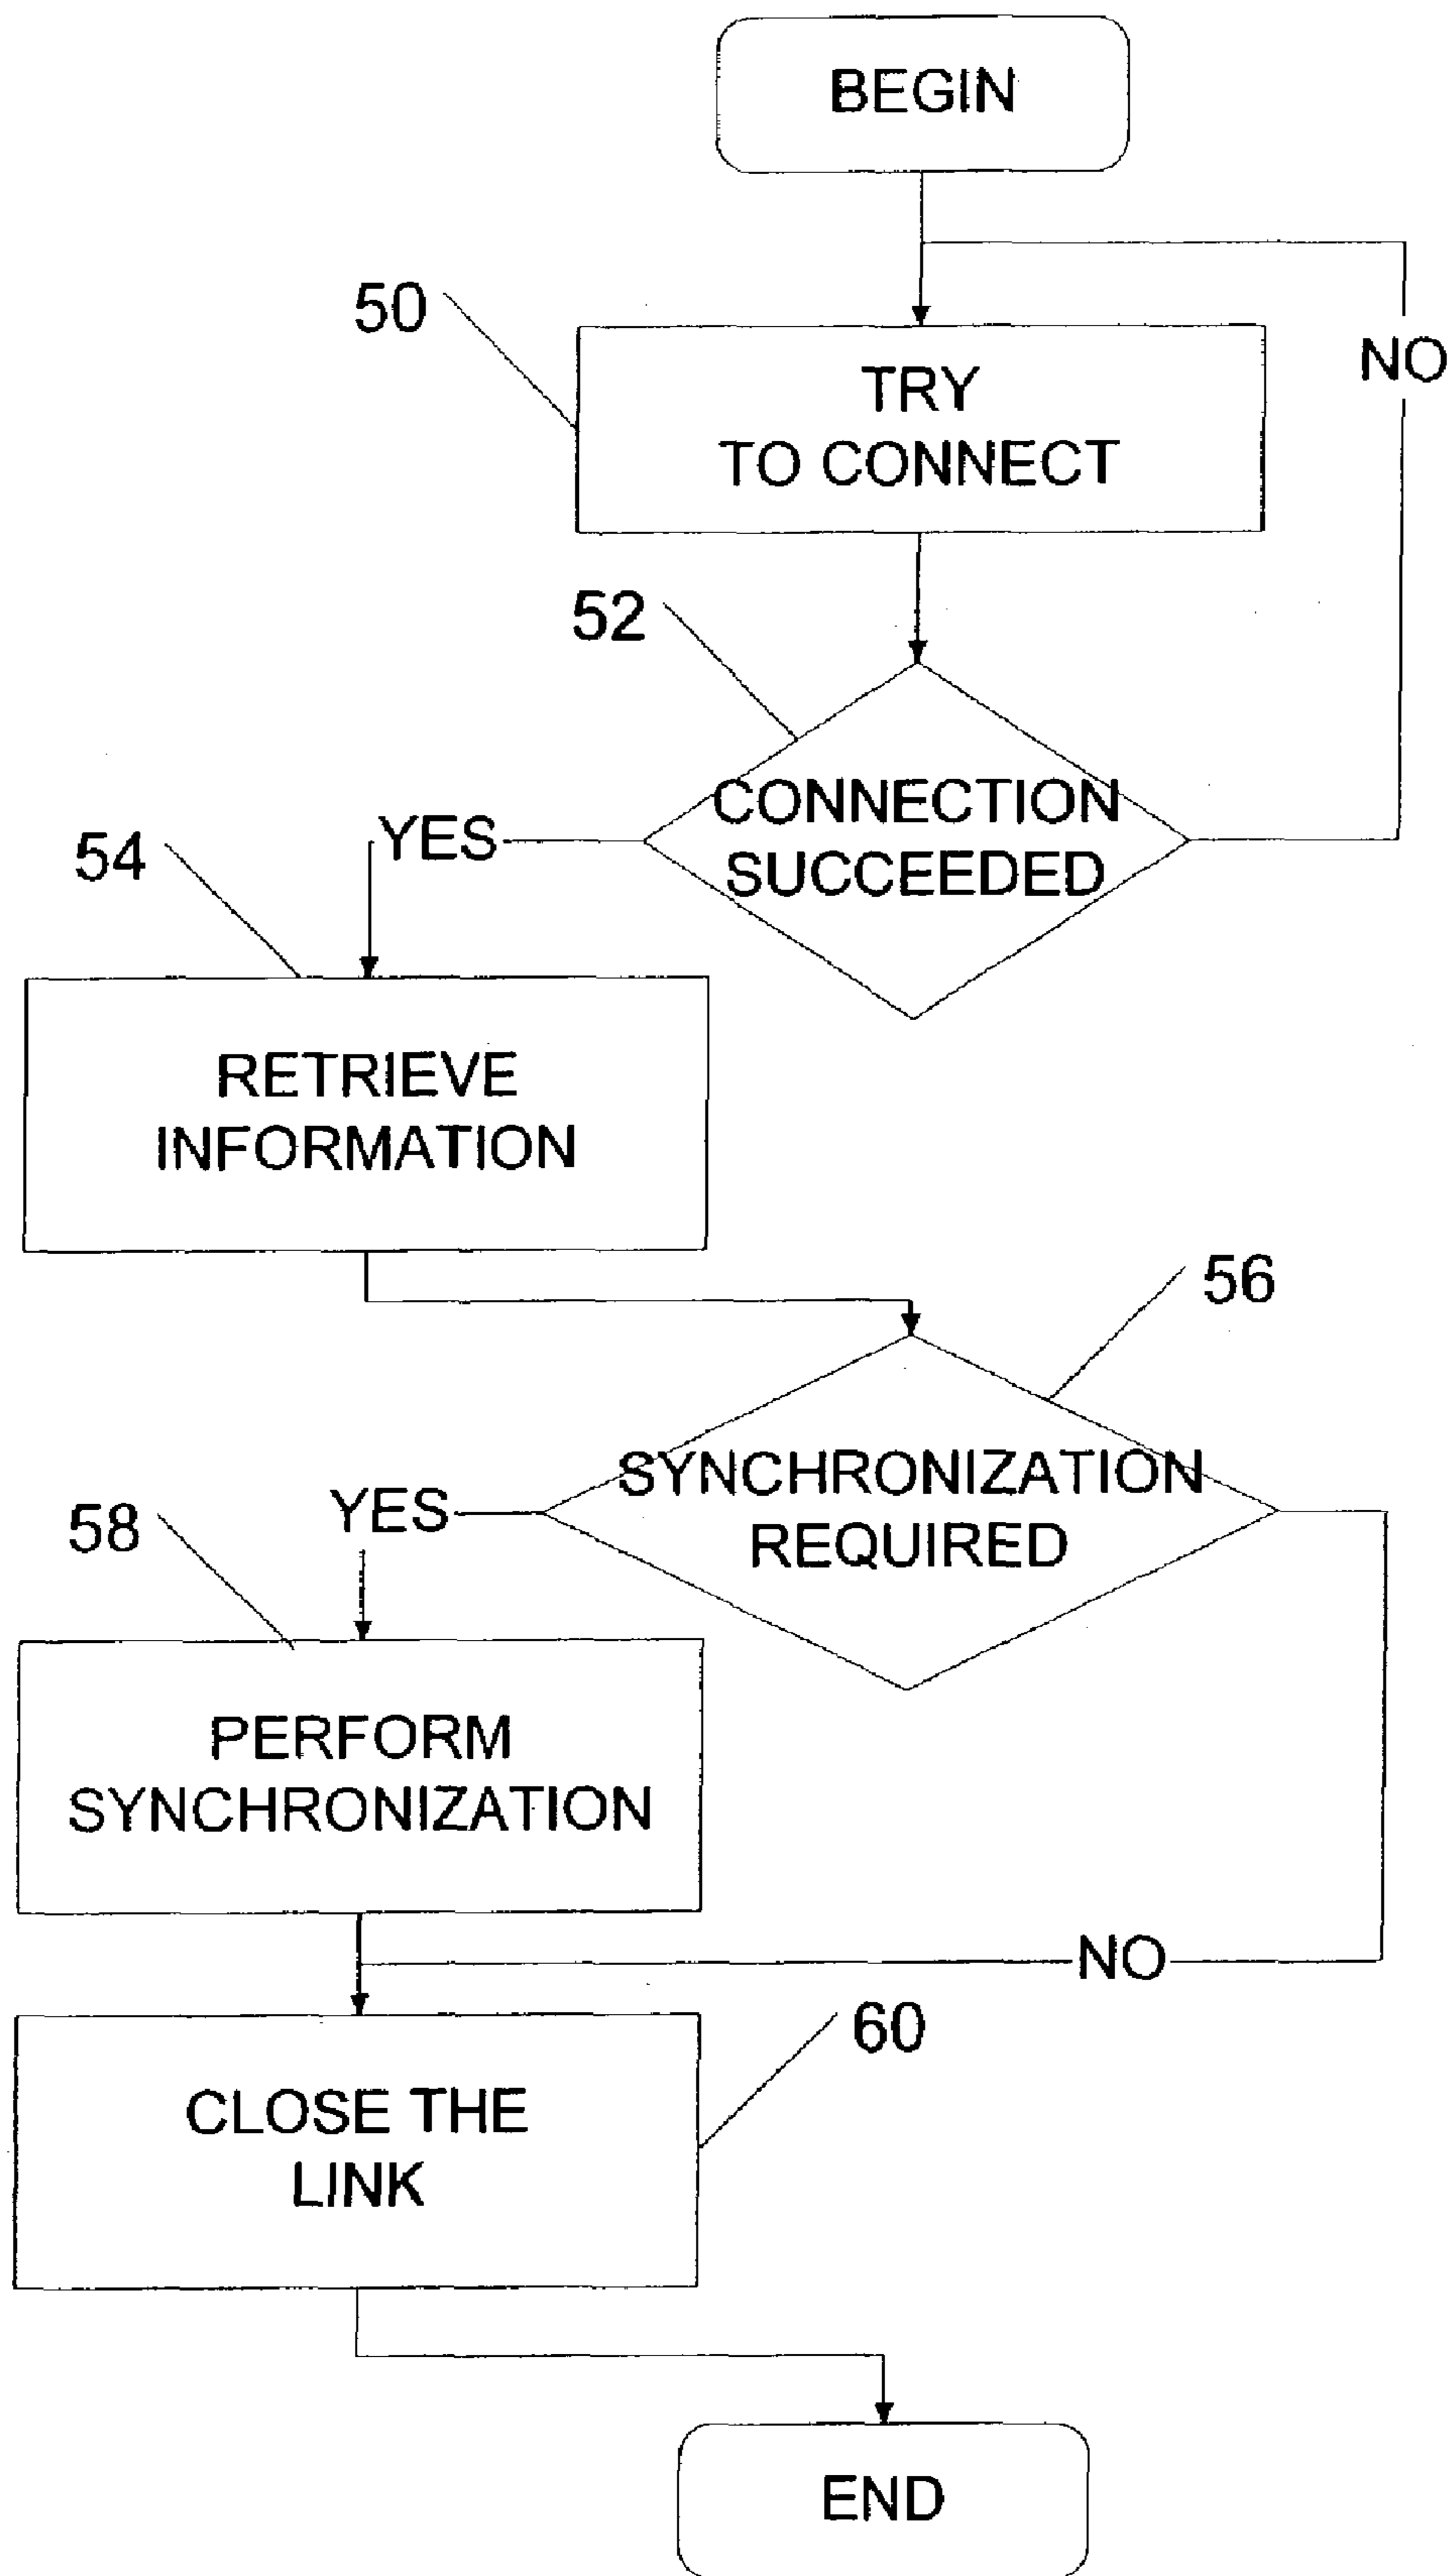 BEGIN
50
TRY
TO CONNECT
NO
52
CONNECTION
SUCCEEDED
YES
54
RETRIEVE
INFORMATION
56
SYNCHRONIZATION
REQUIRED
YES
58
PERFORM
SYNCHRONIZATION
NO
60
CLOSE THE
LINK
END